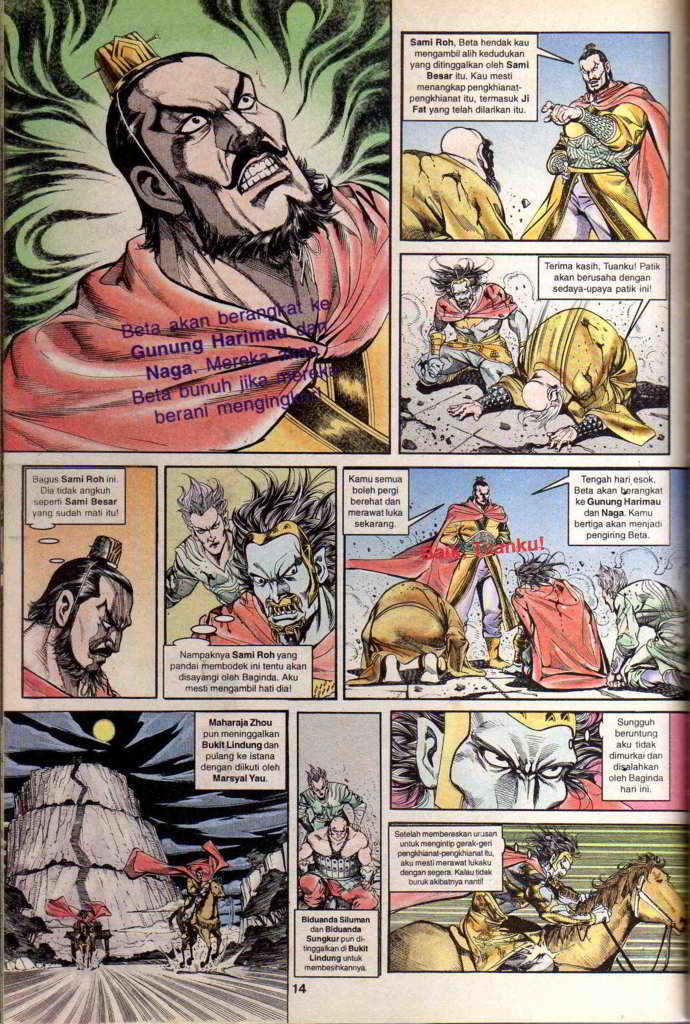 Beta akan berangkat ke
Gunung Harimau dan
Naga. Mereka akan
Beta bunuh jika mereka
berani mengingkar!
Sami Roh, Beta hendak kau
mengambil alih kedudukan
yang ditinggalkan oleh Sami
Besar itu. Kau mesti
menangkap pengkhianat-
pengkhianat itu, termasuk Ji
Fat yang telah dilarikan itu.
Terima kasih, Tuanku! Patik
akan berusaha dengan
sedaya-upaya patik ini!
Bagus Sami Roh ini.
Dia tidak angkuh
seperti Sami Besar
yang sudah mati itu!
Nampaknya Sami Roh yang
pandai membodek ini tentu akan
disayangi oleh Baginda. Aku
mesti mengambil hati dia!
Kamu semua
boleh pergi
berehat dan
merawat luka
sekarang.
Tengah hari esok,
Beta akan berangkat
ke Gunung Harimau
dan Naga. Kamu
bertiga akan menjadi
pengiring Beta.
Baik, Tuanku!
Maharaja Zhou
pun meninggalkan
Bukit Lindung dan
pulang ke istana
dengan diikuti oleh
Marsyal Yau.
Biduanda Siluman
dan Biduanda
Sungkur pun di-
tinggalkan di Bukit
Lindung untuk
membesihkannya.
Sungguh
beruntung
aku tidak
dimurkai dan
disalahkan
oleh Baginda
hari ini.
Setelah membereskan urusan
untuk mengintip gerak-geri
pengkhianat-pengkhianat itu,
aku mesti merawat lukaku
dengan segera. Kalau tidak
buruk akibatnya nanti!
14